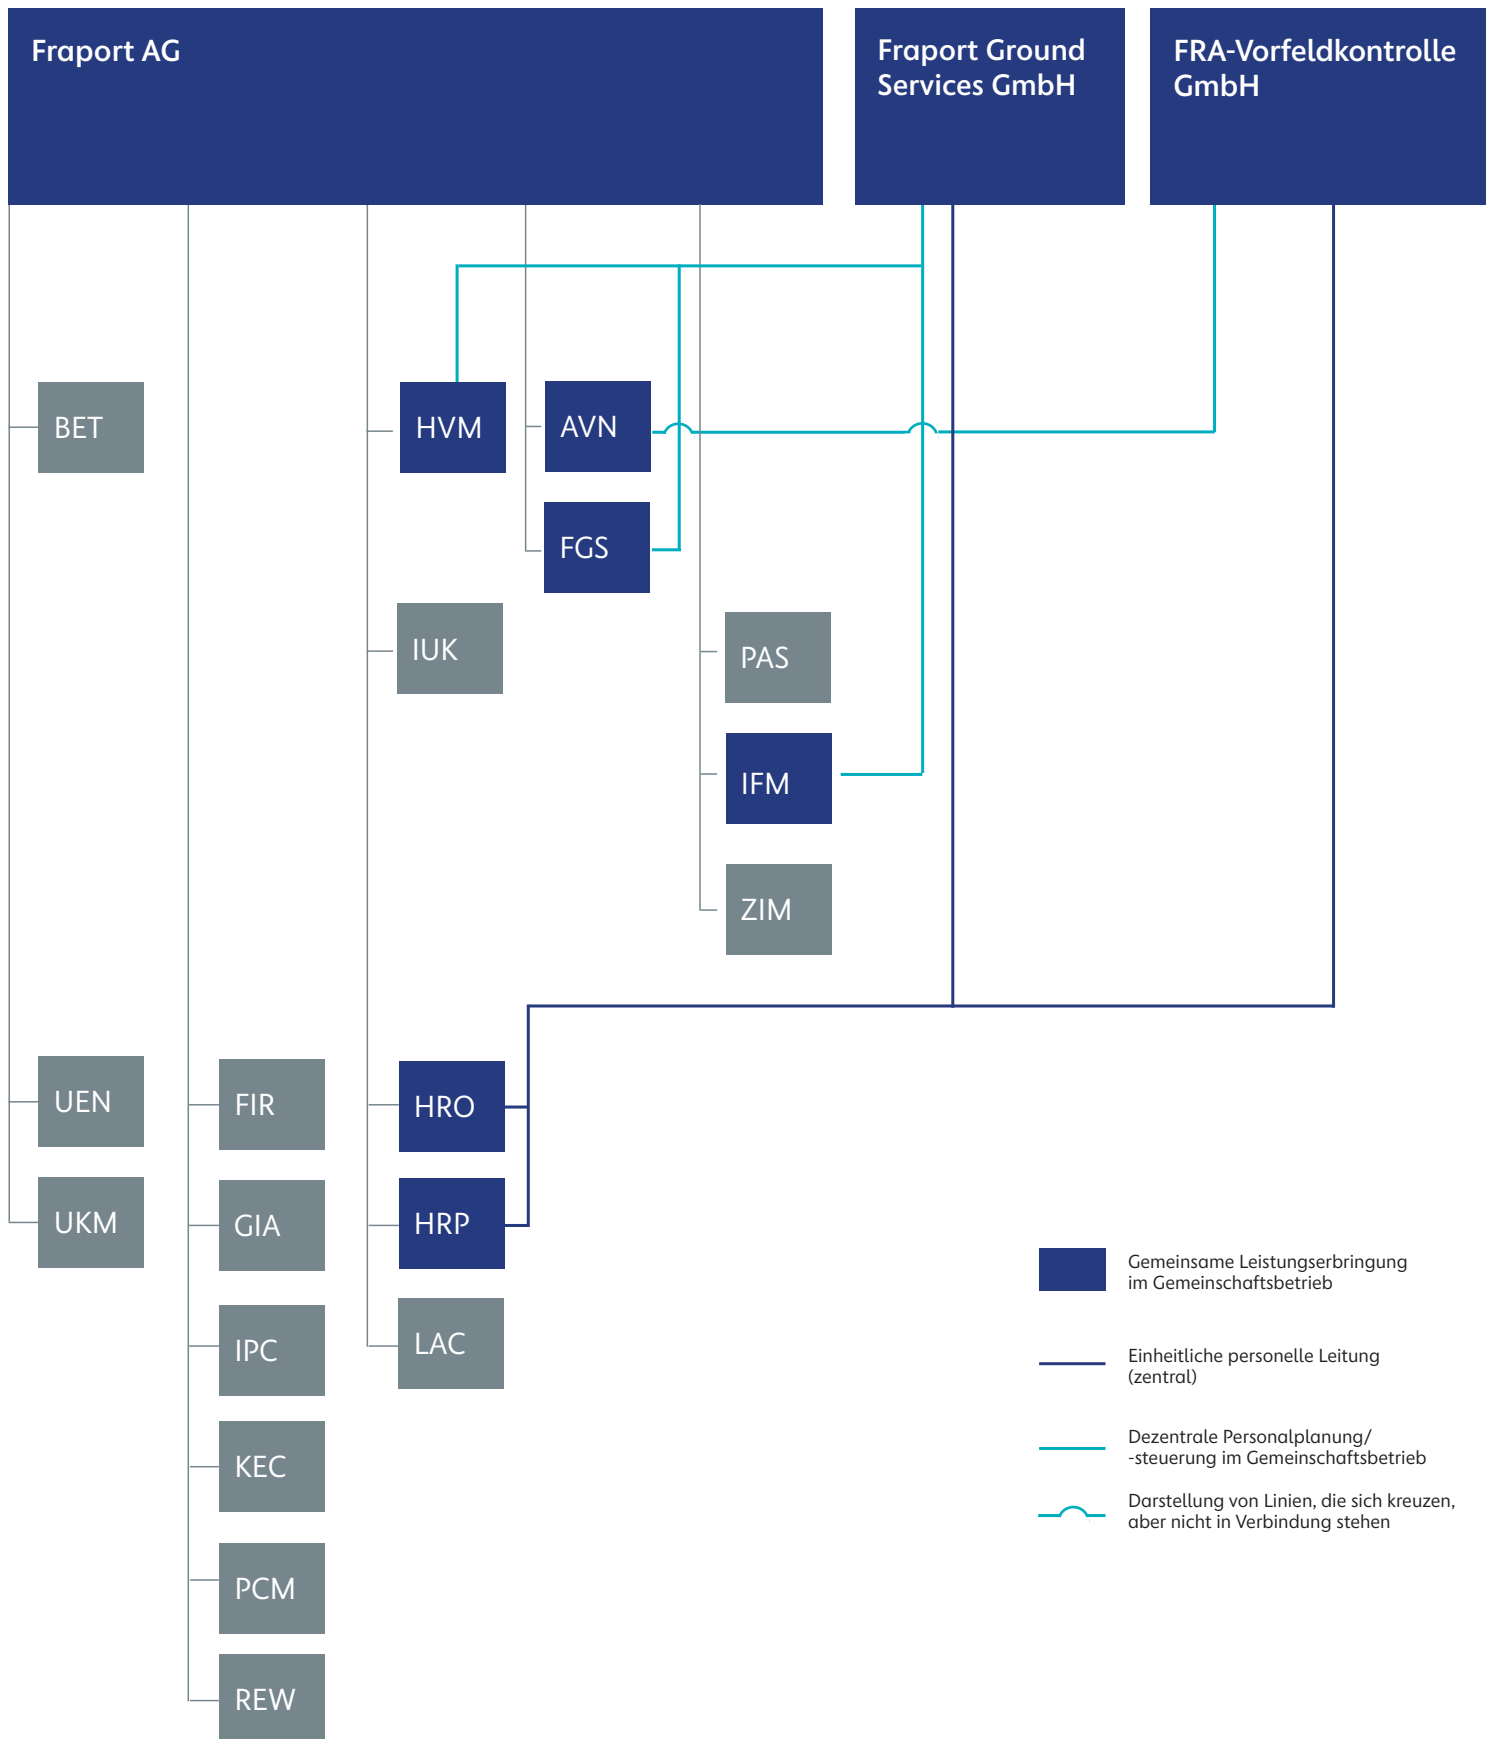 Fraport AG
Fraport Ground
Services GmbH
FRA-Vorfeldkontrolle
GmbH
BET
HVM
AVN
FGS
IUK
PAS
IFM
ZIM
UEN
FIR
HRO
UKM
GIA
HRP
IPC
LAC
KEC
PCM
REW
Gemeinsame Leistungserbringung
im Gemeinschaftsbetrieb
Einheitliche personelle Leitung
(zentral)
Dezentrale Personalplanung/
-steuerung im Gemeinschaftsbetrieb
Darstellung von Linien, die sich kreuzen,
aber nicht in Verbindung stehen